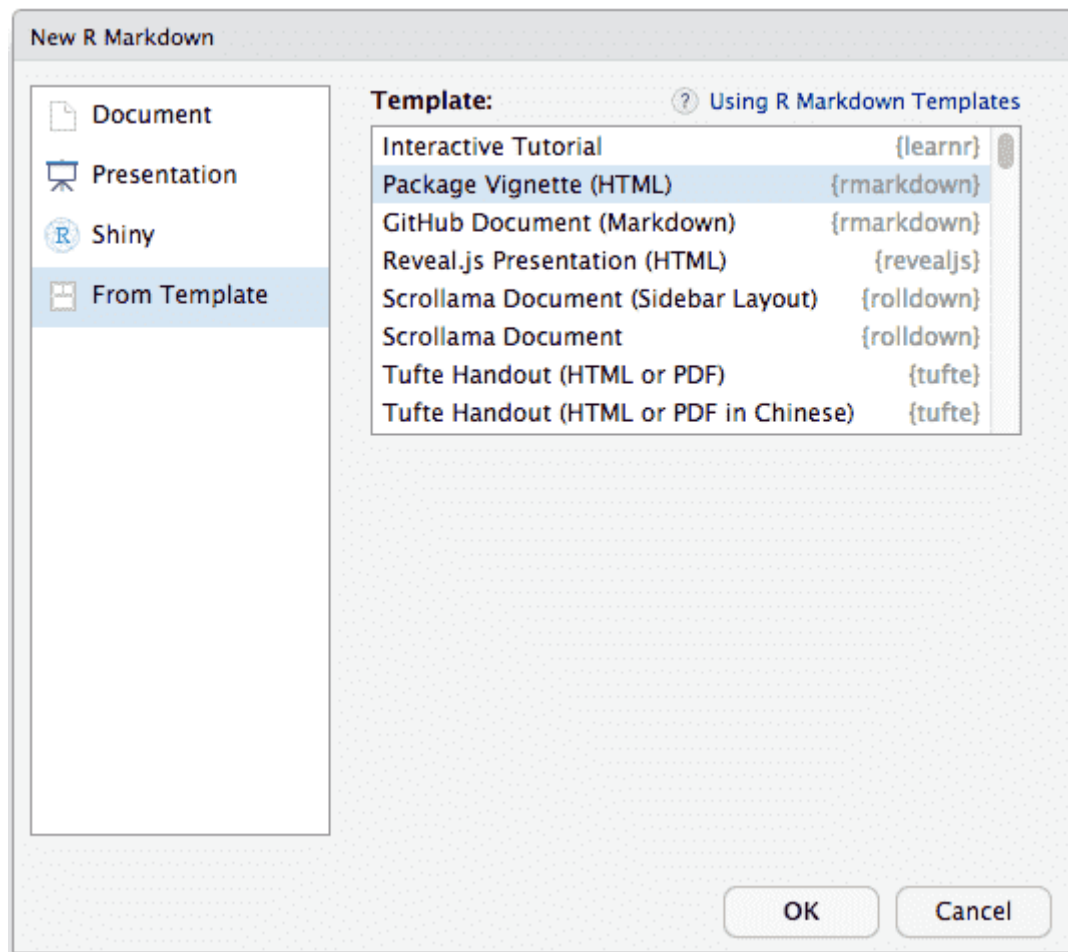 New R Markdown
Document
Presentation
R Shiny
From Template
Template:
? Using R Markdown Templates
Interactive Tutorial {learnr}
Package Vignette (HTML) {rmarkdown}
GitHub Document (Markdown) {rmarkdown}
Reveal.js Presentation (HTML) {revealjs}
Scrollama Document (Sidebar Layout) {rolldown}
Scrollama Document {rolldown}
Tufte Handout (HTML or PDF) {tufte}
Tufte Handout (HTML or PDF in Chinese) {tufte}
OK Cancel